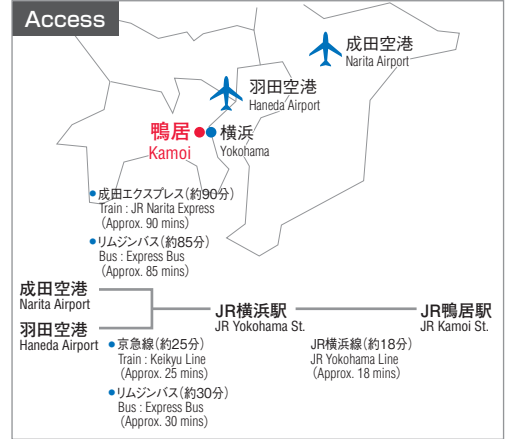 Access
成田空港
Narita Airport
羽田空港
Haneda Airport
鴨居
Kamoi
横浜
Yokohama
•成田エクスプレス(約90分)
Train : JR Narita Express
(Approx. 90 mins)
•リムジンバス(約85分)
Bus : Express Bus
(Approx. 85 mins)
成田空港
Narita Airport
羽田空港
Haneda Airport
JR横浜駅
JR Yokohama St.
JR鴨居駅
JR Kamoi St.
•京急線(約25分)
Train : Keikyu Line
(Approx. 25 mins)
•リムジンバス(約30分)
Bus : Express Bus
(Approx. 30 mins)
JR横浜線(約18分)
JR Yokohama Line
(Approx. 18 mins)